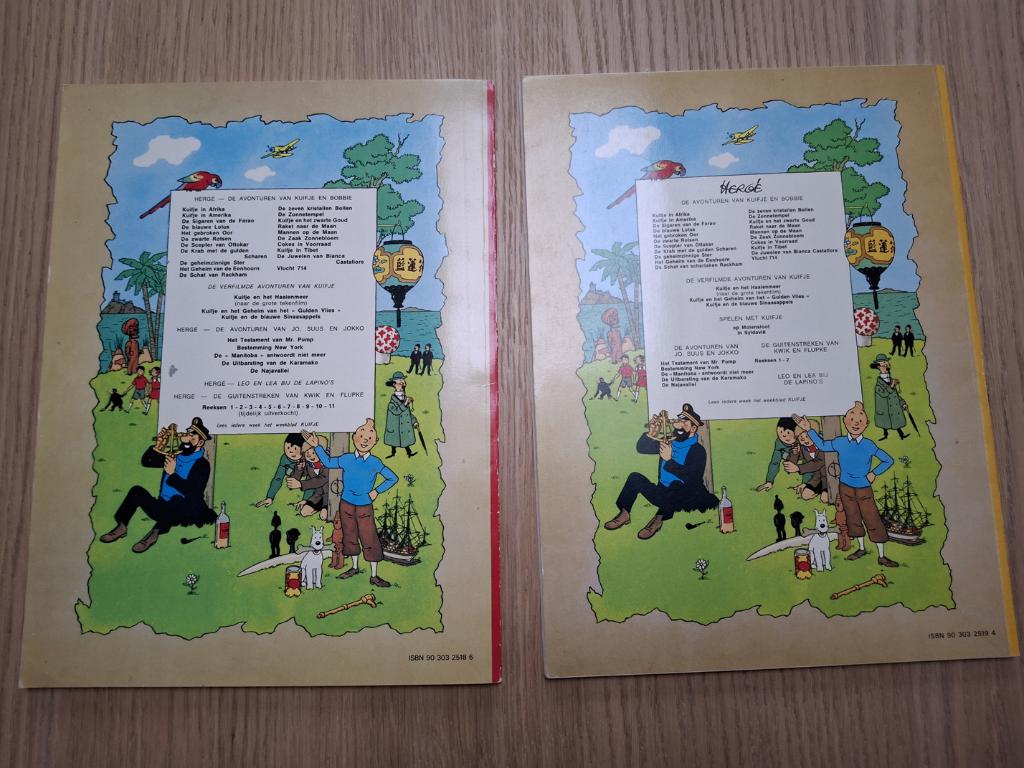 HERGÉ — DE AVONTUREN VAN KUIFJE EN BOBBIE
Kuifje in Afrika
Kuifje in Amerika
De Sigaren van de Farao
De blauwe Lotus
Het gebroken Oor
De zwarte Rotsen
De Scepter van Ottokar
De Krab met de gulden
Scharen
De geheimzinnige Ster
Het Geheim van de Eenhoorn
De Schat van Rackham
De zeven kristallen Bollen
De Zonnetempel
Kuifje en het zwarte Goud
Raket naar de Maan
Mannen op de Maan
De Zaak Zonnebloem
Cokes in Voorraad
Kuifje in Tibet
De Juwelen van Bianca
Castafiore
Vlucht 714
DE VERFILMDE AVONTUREN VAN KUIFJE
Kuifje en het Haaienmeer
(naar de grote tekenfilm)
Kuifje en het Geheim van het « Gulden Vlies »
Kuifje en de blauwe Sinaasappels
HERGÉ — DE AVONTUREN VAN JO, SUUS EN JOKKO
Het Testament van Mr. Pump
Bestemming New York
De « Manitoba » antwoordt niet meer
De Uitbarsting van de Karamako
De Najavallei
HERGÉ — LEO EN LEA BIJ DE LAPINO'S
HERGÉ — DE GUITENSTREKEN VAN KWIK EN FLUPKE
Reeksen 1 - 2 - 3 - 4 - 5 - 6 - 7 - 8 - 9 - 10 - 11
(tijdelijk uitverkocht)
Lees iedere week het weekblad KUIFJE
ISBN 90 303 2518 6
HERGÉ
DE AVONTUREN VAN KUIFJE EN BOBBIE
Kuifje in Afrika
Kuifje in Amerika
De Sigaren van de Farao
De blauwe Lotus
Het gebroken Oor
De zwarte Rotsen
De Scepter van Ottokar
De Krab met de gulden Scharen
De geheimzinnige Ster
Het Geheim van de Eenhoorn
De Schat van scharlaken Rackham
De zeven kristallen Bollen
De Zonnetempel
Kuifje en het zwarte Goud
Raket naar de Maan
Mannen op de Maan
De Zaak Zonnebloem
Cokes in Voorraad
Kuifje in Tibet
De Juwelen van Bianca Castafiore
Vlucht 714
DE VERFILMDE AVONTUREN VAN KUIFJE
Kuifje en het Haaienmeer
(naar de grote tekenfilm)
Kuifje en het Geheim van het « Gulden Vlies »
Kuifje en de blauwe Sinaasappels
SPELEN MET KUIFJE
op Molensloot
in Syldavië
DE AVONTUREN VAN
JO, SUUS EN JOKKO
Het Testament van Mr. Pump
Bestemming New York
De « Manitoba » antwoordt niet meer
De Uitbarsting van de Karamako
De Najavallei
DE GUITENSTREKEN VAN
KWIK EN FLUPKE
Reeksen 1 - 2
LEO EN LEA BIJ
DE LAPINO'S
Lees iedere week het weekblad KUIFJE
ISBN 90 303 2519 4